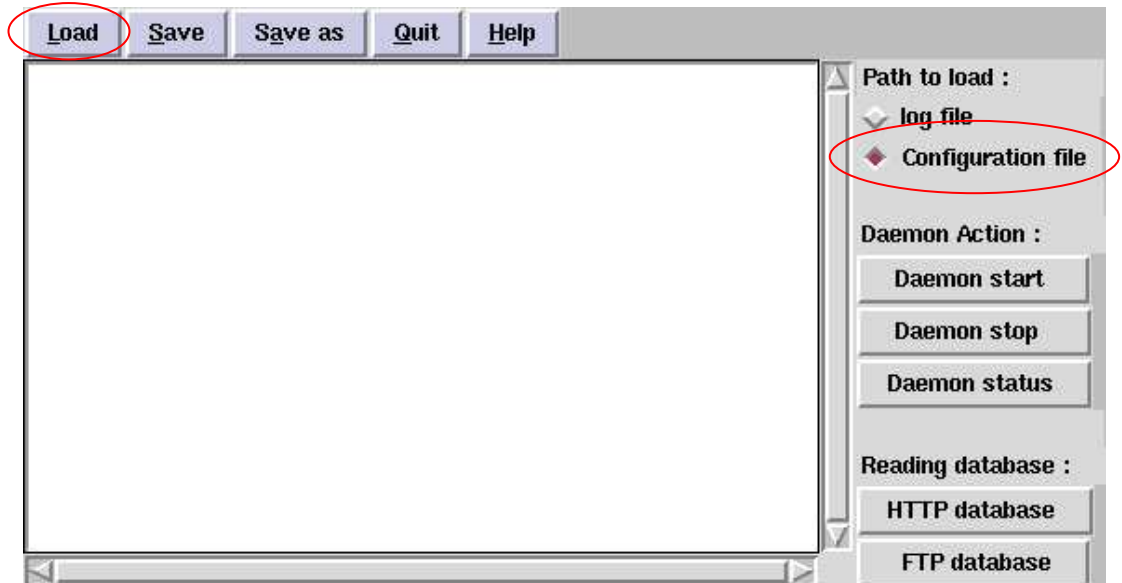 Load Save Save as Quit Help
Path to load :
log file
Configuration file
Daemon Action :
Daemon start
Daemon stop
Daemon status
Reading database :
HTTP database
FTP database